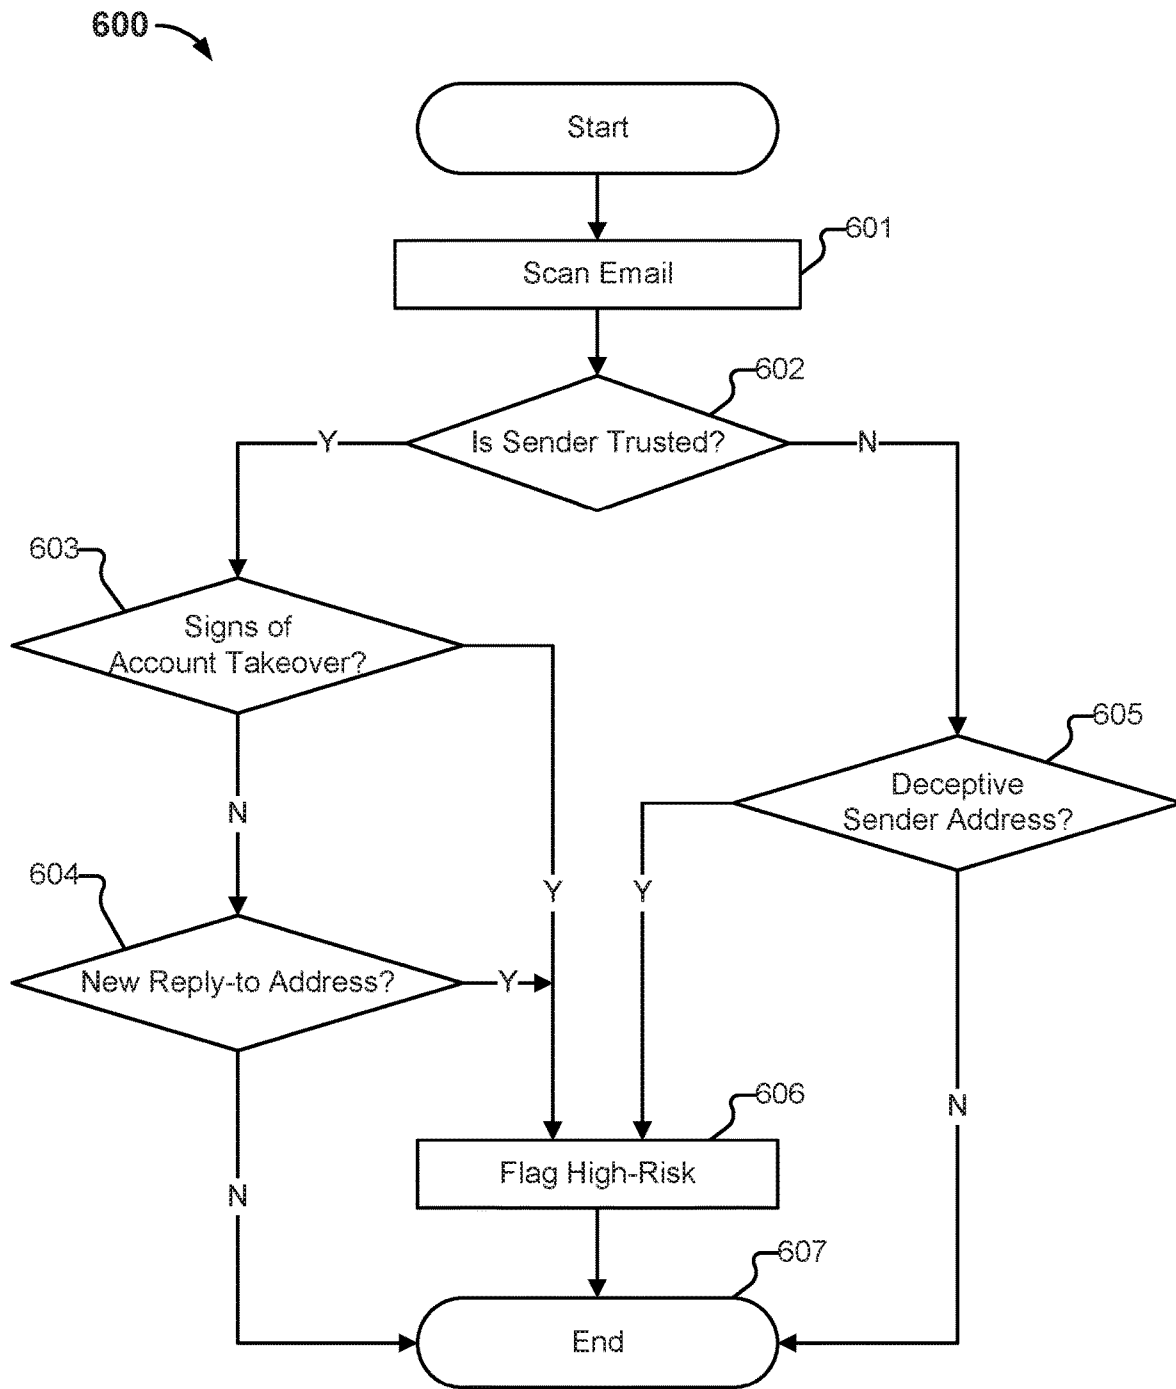 600
Start
601
Scan Email
602
Is Sender Trusted?
Y
N
603
Signs of
Account Takeover?
605
Deceptive
Sender Address?
N
604
Y
Y
New Reply-to Address?
Y
606
N
Flag High-Risk
N
607
End